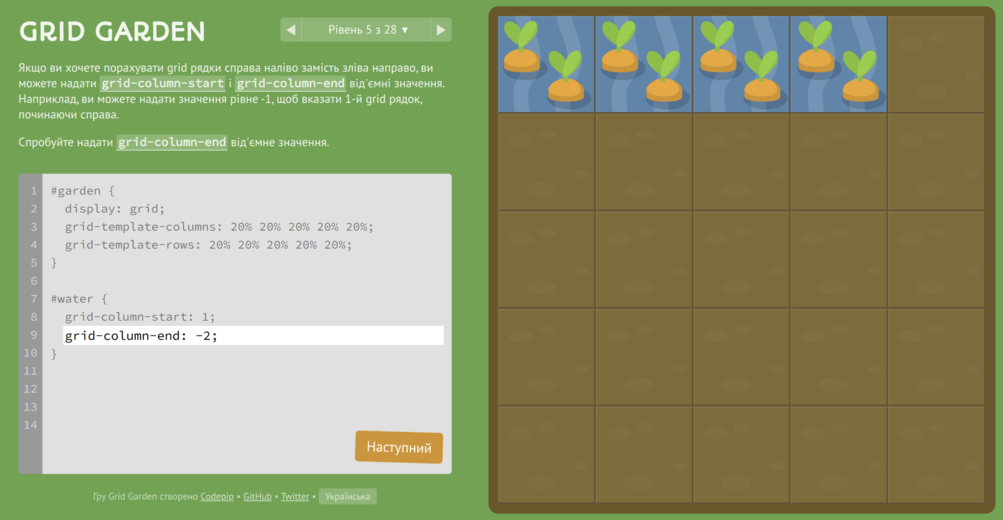 GRID GARDEN
Рівень 5 з 28 ▾
Якщо ви хочете порахувати grid рядки справа наліво замість зліва направо, ви
можете надати grid-column-start і grid-column-end від'ємні значення.
Наприклад, ви можете надати значення рівне -1, щоб вказати 1-й grid рядок,
починаючи справа.
Спробуйте надати grid-column-end від'ємне значення.
1 #garden {
2 display: grid;
3 grid-template-columns: 20% 20% 20% 20% 20%;
4 grid-template-rows: 20% 20% 20% 20% 20%;
5 }
6
7 #water {
8 grid-column-start: 1;
9 grid-column-end: -2;
10 }
11
12
13
14
Наступний
Гру Grid Garden створено Codepip • GitHub • Twitter • Українська